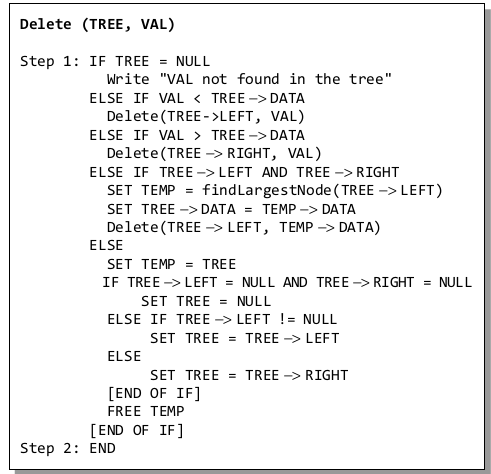 Delete (TREE, VAL)
Step 1: IF TREE = NULL
Write "VAL not found in the tree"
ELSE IF VAL < TREE—>DATA
Delete(TREE->LEFT, VAL)
ELSE IF VAL > TREE—>DATA
Delete(TREE—>RIGHT, VAL)
ELSE IF TREE—>LEFT AND TREE—>RIGHT
SET TEMP = findLargestNode(TREE—>LEFT)
SET TREE—>DATA = TEMP—>DATA
Delete(TREE—>LEFT, TEMP—>DATA)
ELSE
SET TEMP = TREE
IF TREE—>LEFT = NULL AND TREE—>RIGHT = NULL
SET TREE = NULL
ELSE IF TREE—>LEFT != NULL
SET TREE = TREE—>LEFT
ELSE
SET TREE = TREE—>RIGHT
[END OF IF]
FREE TEMP
[END OF IF]
Step 2: END